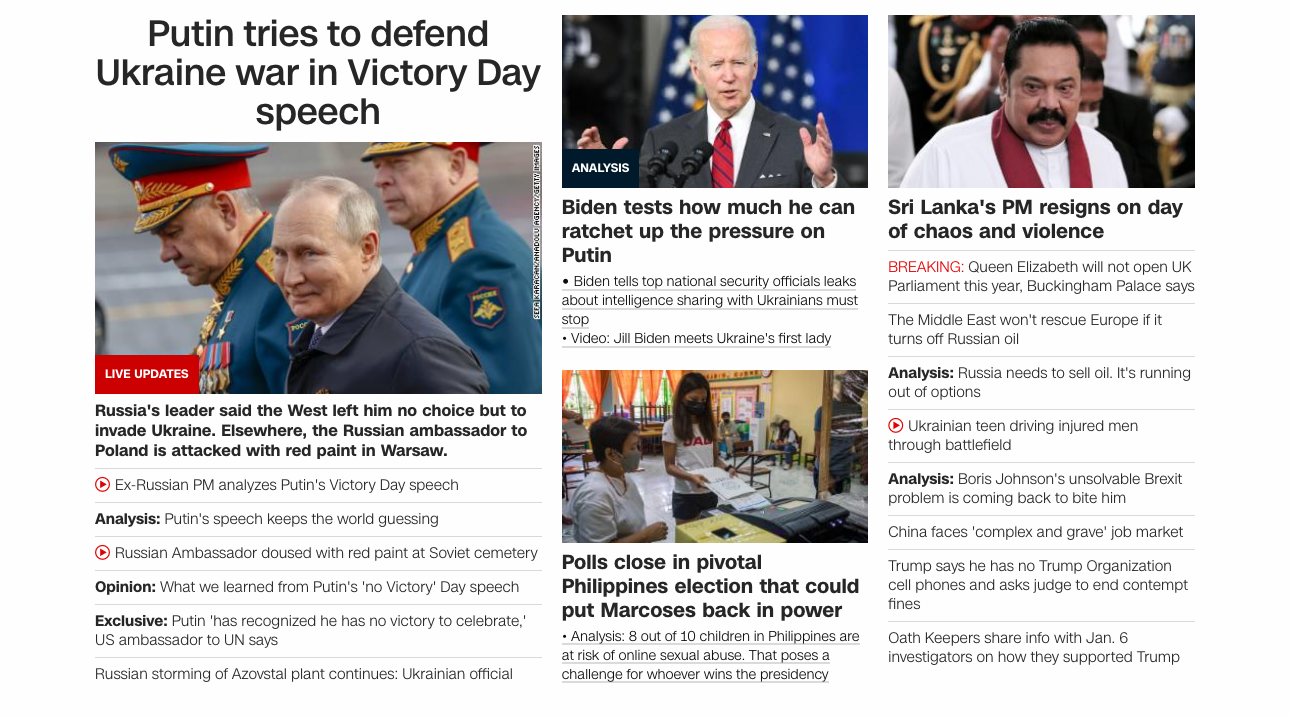 Putin tries to defend
Ukraine war in Victory Day
speech
SEFA KARACAN/ANADOLU AGENCY/GETTY IMAGES
РОССИЯ
LIVE UPDATES
Russia's leader said the West left him no choice but to
invade Ukraine. Elsewhere, the Russian ambassador to
Poland is attacked with red paint in Warsaw.
Ex-Russian PM analyzes Putin's Victory Day speech
Analysis: Putin's speech keeps the world guessing
Russian Ambassador doused with red paint at Soviet cemetery
Opinion: What we learned from Putin's 'no Victory' Day speech
Exclusive: Putin 'has recognized he has no victory to celebrate,'
US ambassador to UN says
Russian storming of Azovstal plant continues: Ukrainian official
ANALYSIS
Biden tests how much he can
ratchet up the pressure on
Putin
• Biden tells top national security officials leaks
about intelligence sharing with Ukrainians must
stop
• Video: Jill Biden meets Ukraine's first lady
Polls close in pivotal
Philippines election that could
put Marcoses back in power
• Analysis: 8 out of 10 children in Philippines are
at risk of online sexual abuse. That poses a
challenge for whoever wins the presidency
Sri Lanka's PM resigns on day
of chaos and violence
BREAKING: Queen Elizabeth will not open UK
Parliament this year, Buckingham Palace says
The Middle East won't rescue Europe if it
turns off Russian oil
Analysis: Russia needs to sell oil. It's running
out of options
Ukrainian teen driving injured men
through battlefield
Analysis: Boris Johnson's unsolvable Brexit
problem is coming back to bite him
China faces 'complex and grave' job market
Trump says he has no Trump Organization
cell phones and asks judge to end contempt
fines
Oath Keepers share info with Jan. 6
investigators on how they supported Trump